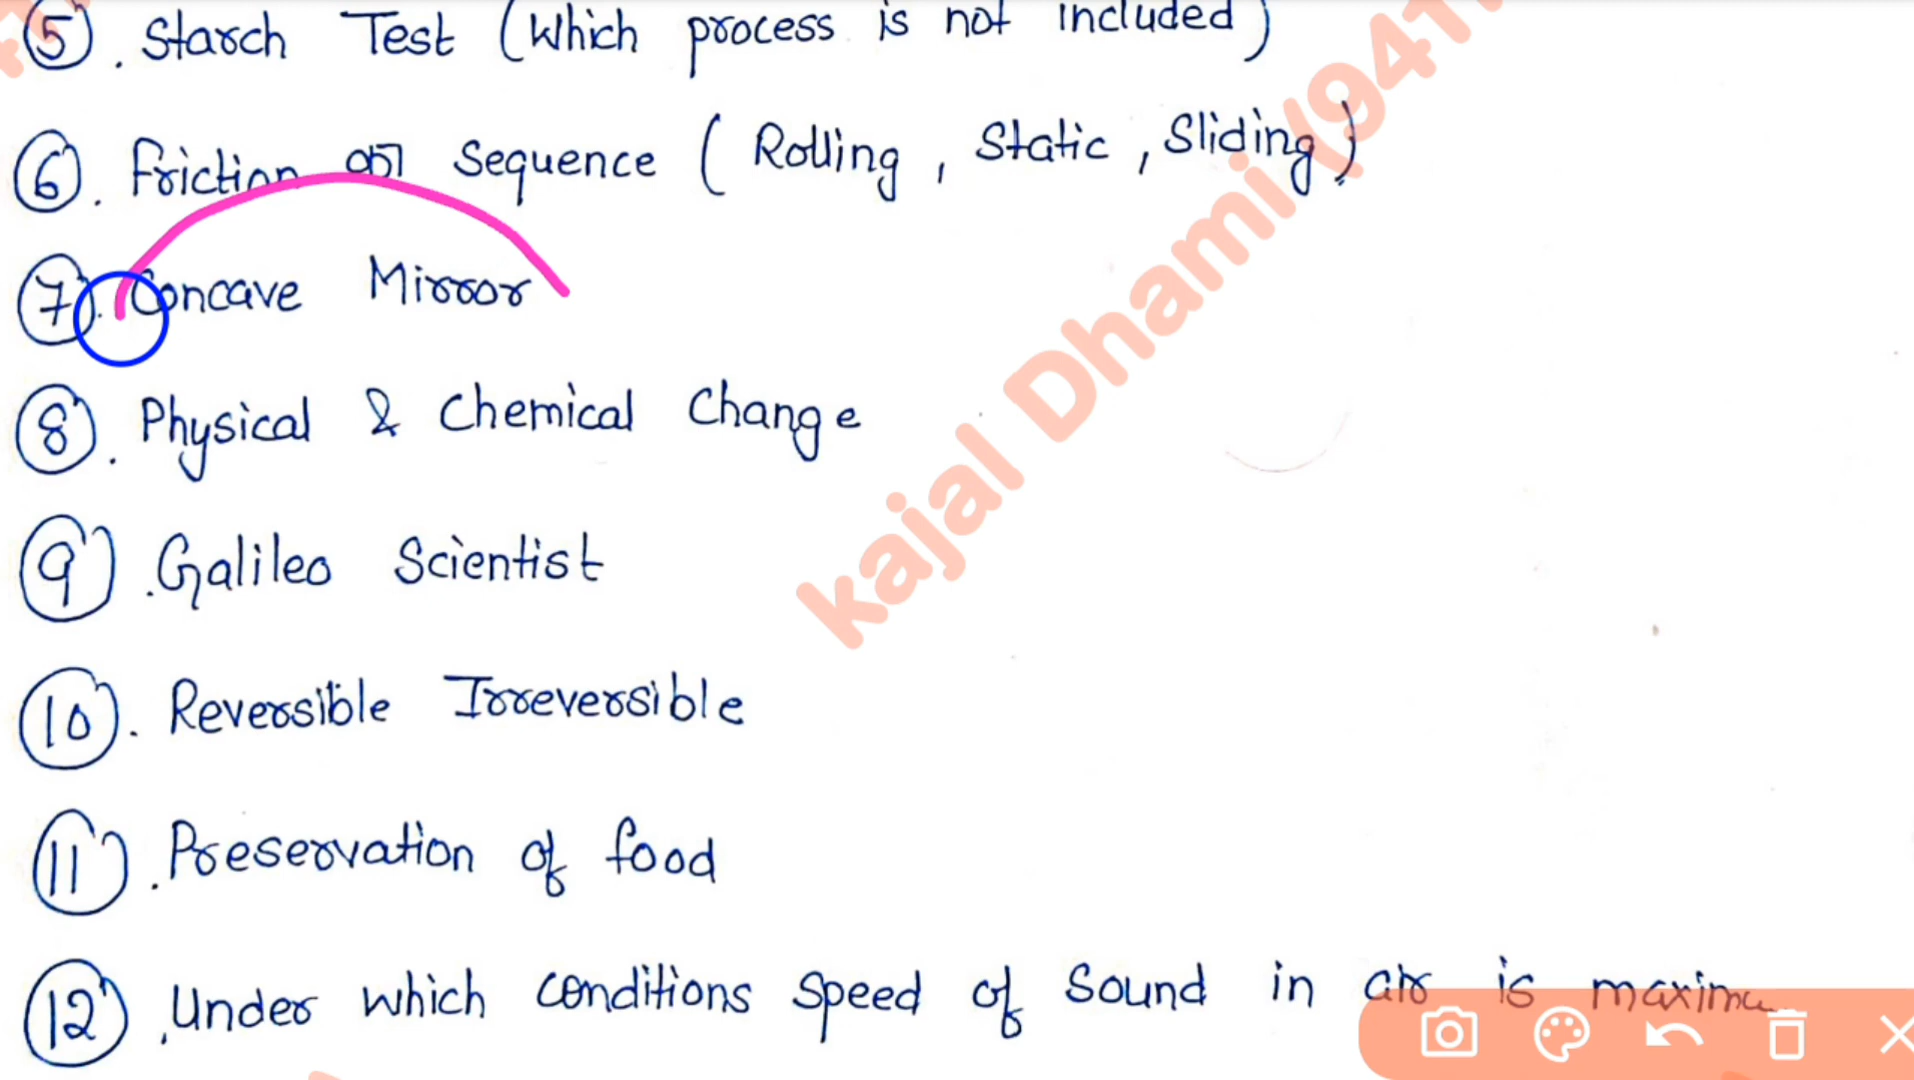 5. Starch Test (Which process is not included)
6. friction का Sequence ( Rolling , Static , Sliding )
7. Concave Mirror
8. Physical & Chemical Change
9. Galileo Scientist
10. Reversible Irreversible
11. Preservation of food
12. Under which conditions speed of Sound in air is
kajal Dhami (941